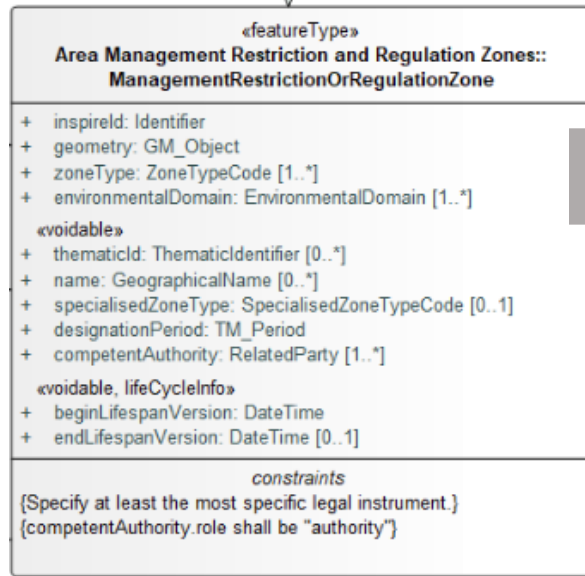 «featureType»
Area Management Restriction and Regulation Zones::
ManagementRestrictionOrRegulationZone
+ inspireId: Identifier
+ geometry: GM_Object
+ zoneType: ZoneTypeCode [1..*]
+ environmentalDomain: EnvironmentalDomain [1..*]
«voidable»
+ thematicId: ThematicIdentifier [0..*]
+ name: GeographicalName [0..*]
+ specialisedZoneType: SpecialisedZoneTypeCode [0..1]
+ designationPeriod: TM_Period
+ competentAuthority: RelatedParty [1..*]
«voidable, lifeCycleInfo»
+ beginLifespanVersion: DateTime
+ endLifespanVersion: DateTime [0..1]
constraints
{Specify at least the most specific legal instrument.}
{competentAuthority.role shall be "authority"}